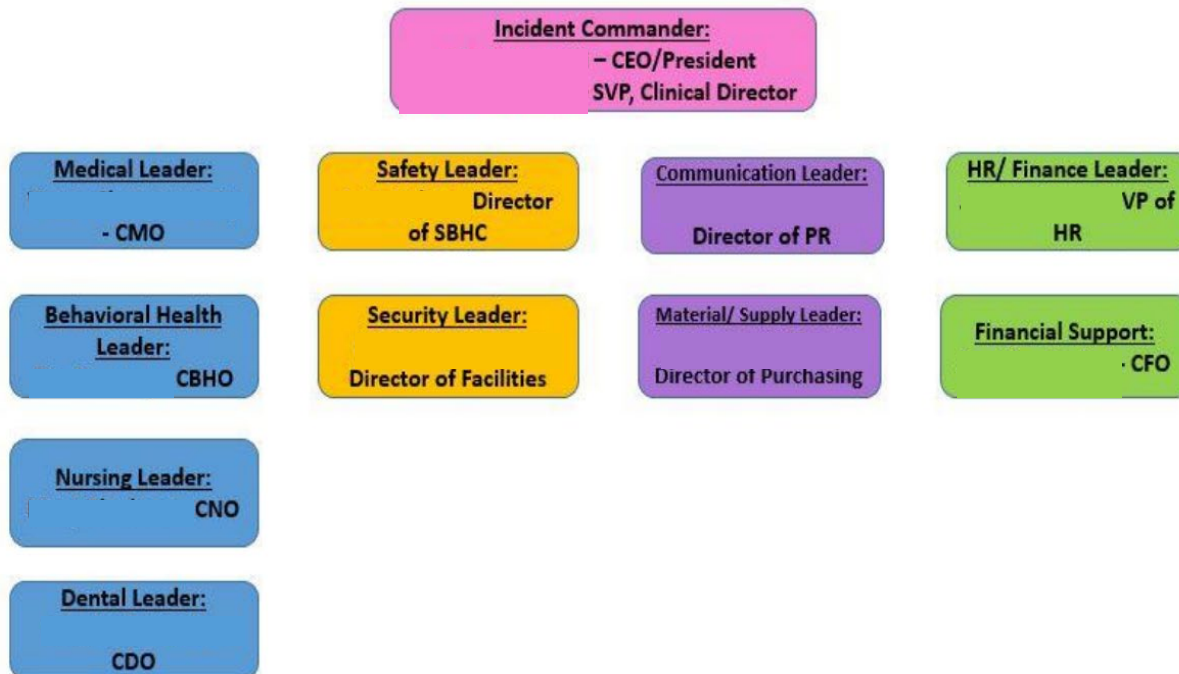 Incident Commander:
– CEO/President
SVP, Clinical Director
Medical Leader:
- CMO
Safety Leader:
Director
of SBHC
Communication Leader:
Director of PR
HR/ Finance Leader:
VP of
HR
Behavioral Health
Leader:
CBHO
Security Leader:
Director of Facilities
Material/ Supply Leader:
Director of Purchasing
Financial Support:
- CFO
Nursing Leader:
CNO
Dental Leader:
CDO